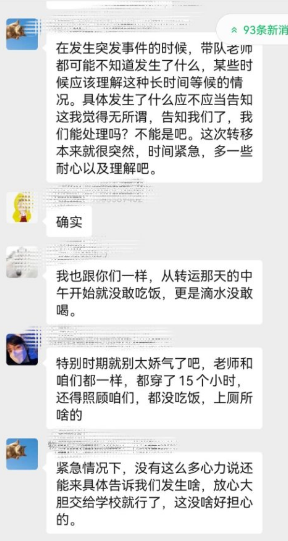 93条新消
在发生突发事件的时候，带队老师
都可能不知道发生了什么，某些时
候应该理解这种长时间等候的情
况。具体发生了什么应不应当告知
这我觉得无所谓，告知我们了，我
们能处理吗？不能是吧。这次转移
本来就很突然，时间紧急，多一些
耐心以及理解吧。
确实
我也跟你们一样，从转运那天的中
午开始就没敢吃饭，更是滴水没敢
喝。
特别时期就别太娇气了吧，老师和
咱们都一样，都穿了15个小时，
还得照顾咱们，都没吃饭，上厕所
啥的
紧急情况下，没有这么多心力说还
能来具体告诉我们发生啥，放心大
胆交给学校就行了，这没啥好担心
的。